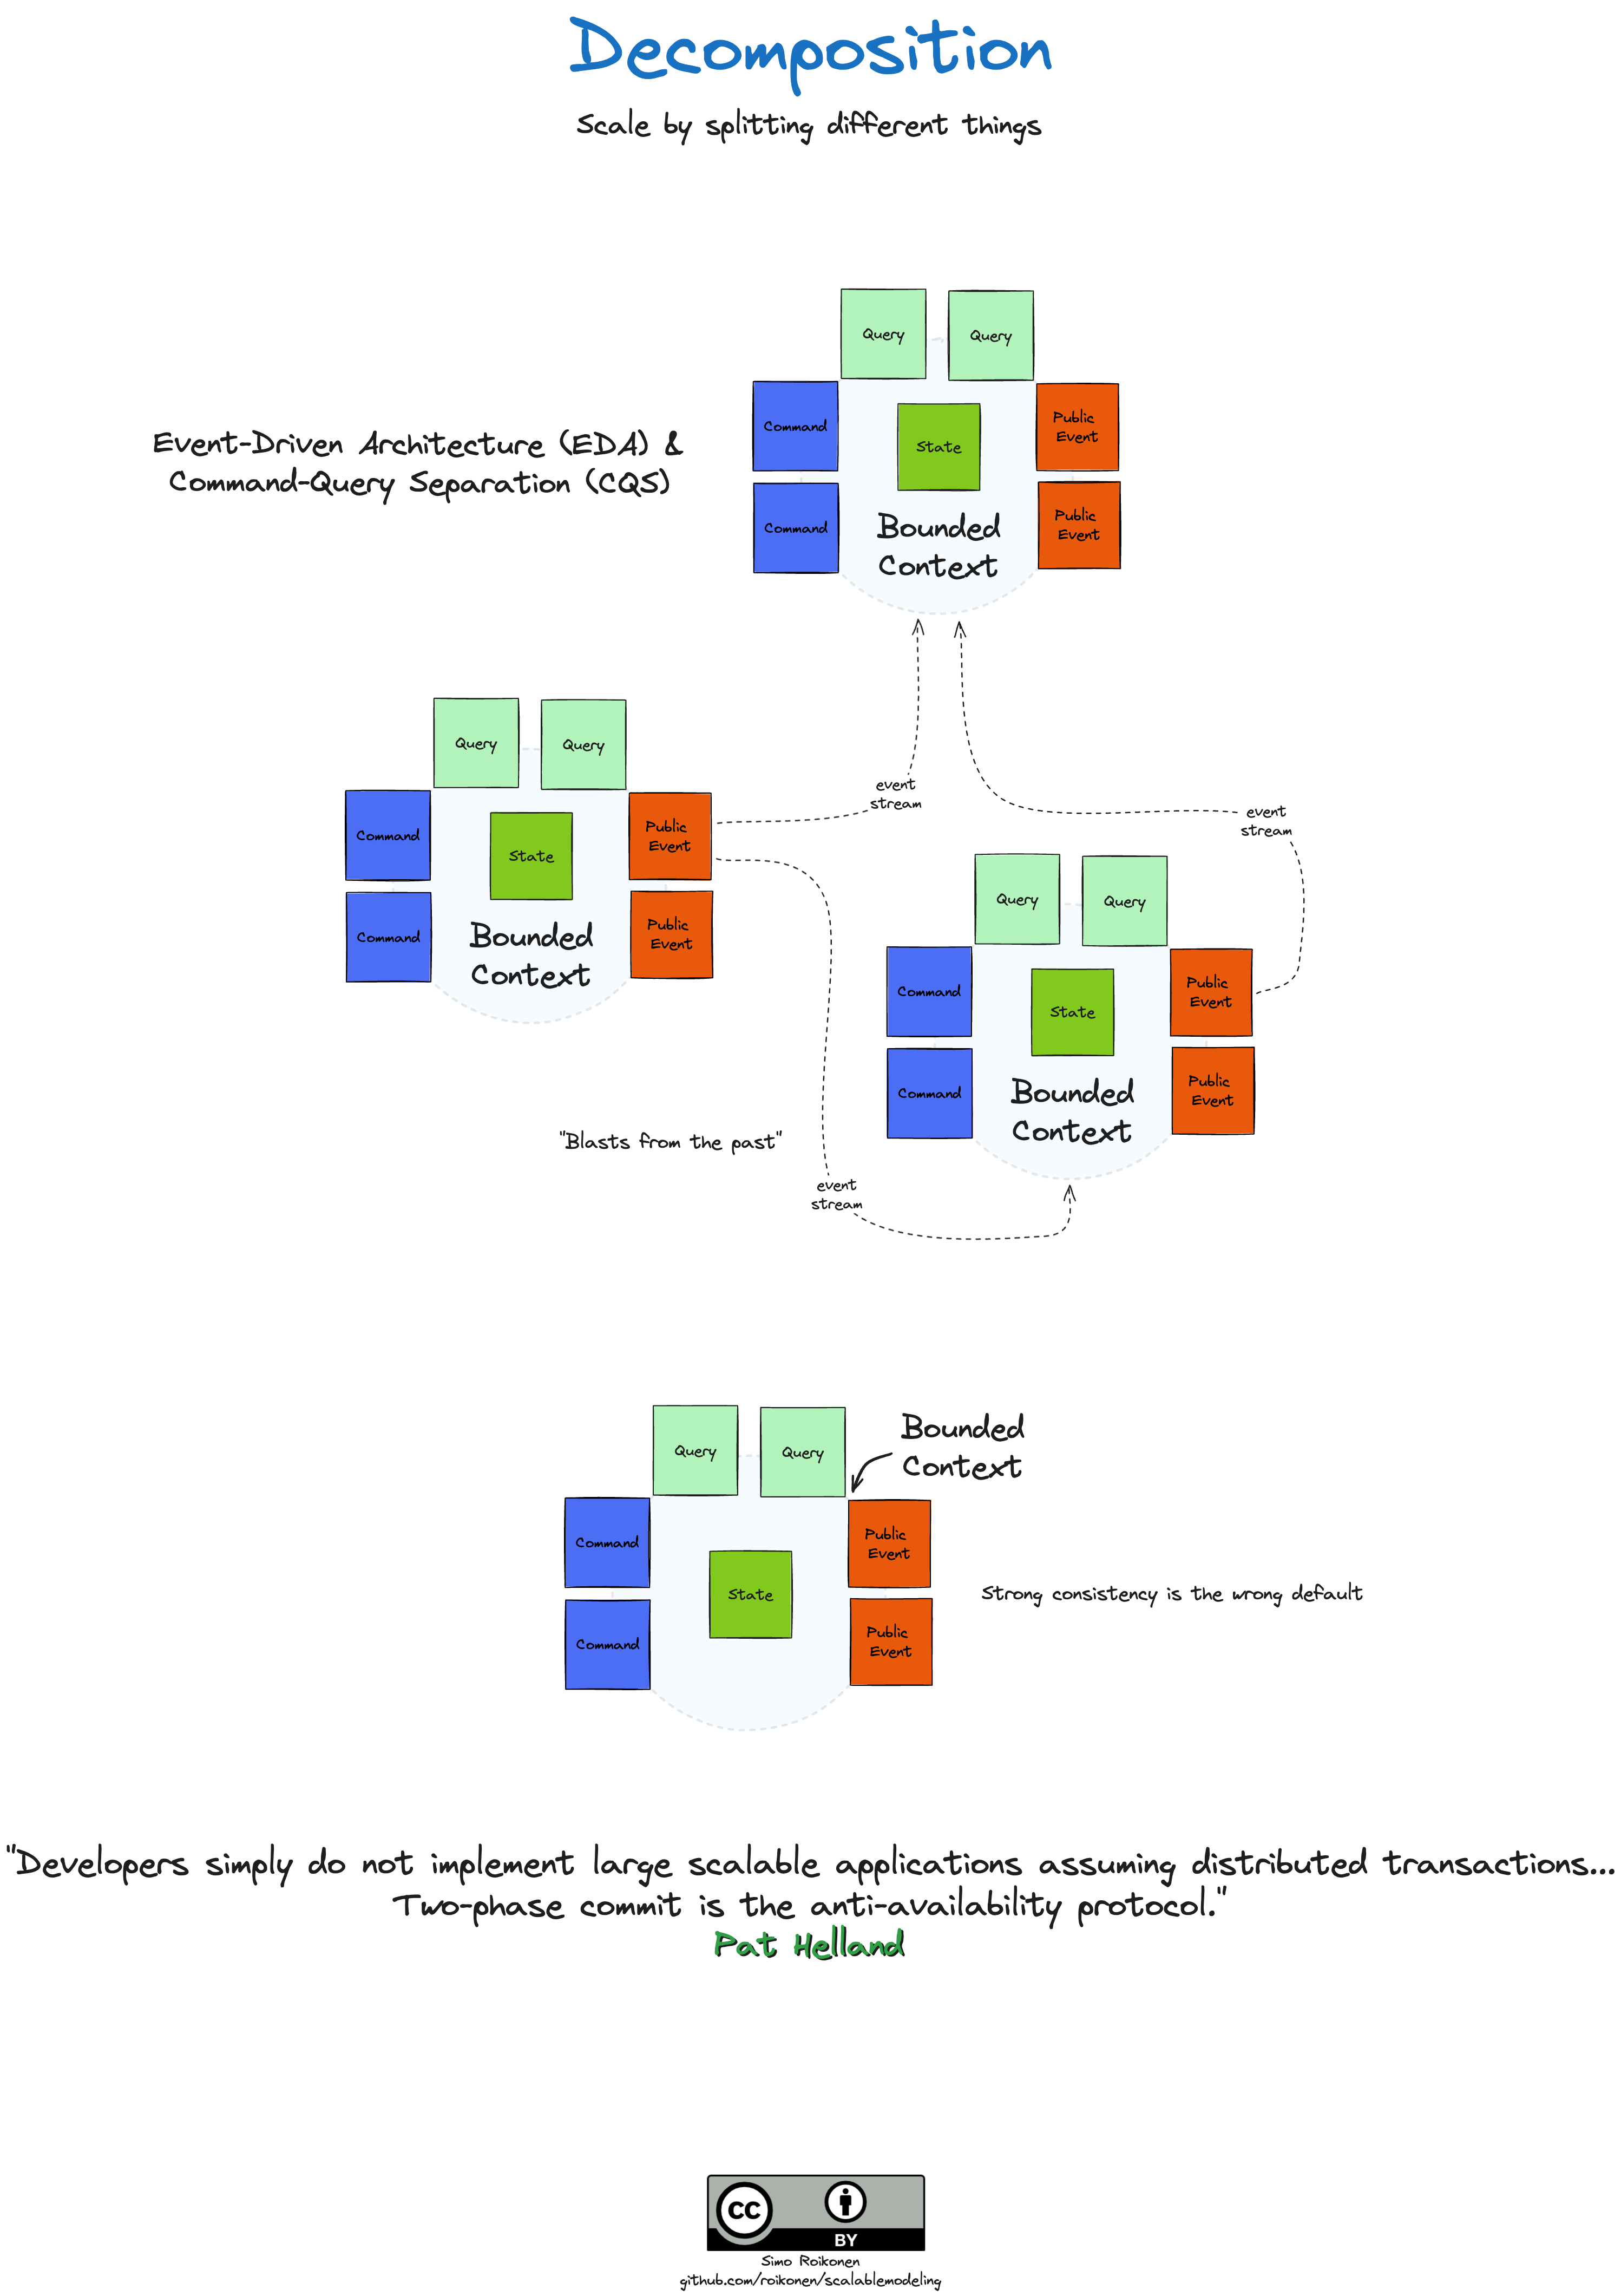 Decomposition
Scale by splitting different things
Query
Query
Command
Public
Event
Event-Driven Architecture (EDA) &
Command-Query Separation (CQS)
State
Command
Public
Event
Bounded
Context
Query
Query
event
stream
event
stream
Command
Public
Event
State
Command
Public
Event
Bounded
Context
Query
Query
Command
Public
Event
State
Command
Public
Event
Bounded
Context
"Blasts from the past"
event
stream
Query
Query
Bounded
Context
Command
Public
Event
State
Strong consistency is the wrong default
Command
Public
Event
"Developers simply do not implement large scalable applications assuming distributed transactions...
Two-phase commit is the anti-availability protocol."
Pat Helland
CC
BY
Simo Roikonen
github.com/roikonen/scalablemodeling